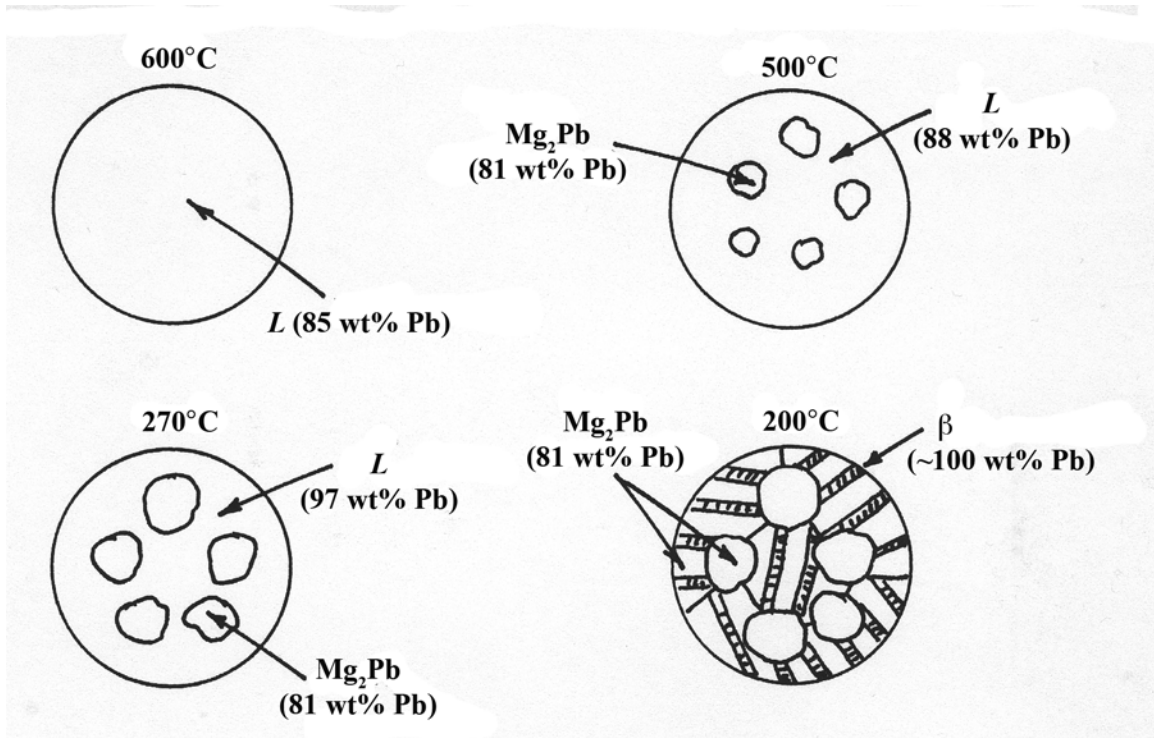 600°C
L (85 wt% Pb)
500°C
Mg₂Pb
(81 wt% Pb)
L
(88 wt% Pb)
270°C
L
(97 wt% Pb)
Mg₂Pb
(81 wt% Pb)
200°C
Mg₂Pb
(81 wt% Pb)
β
(~100 wt% Pb)